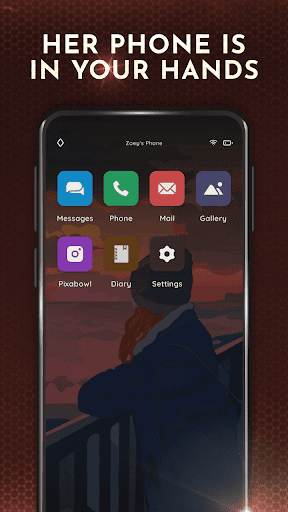 HER PHONE IS
IN YOUR HANDS
Zoey's Phone
Messages Phone Mail Gallery
Pixabowl Diary Settings